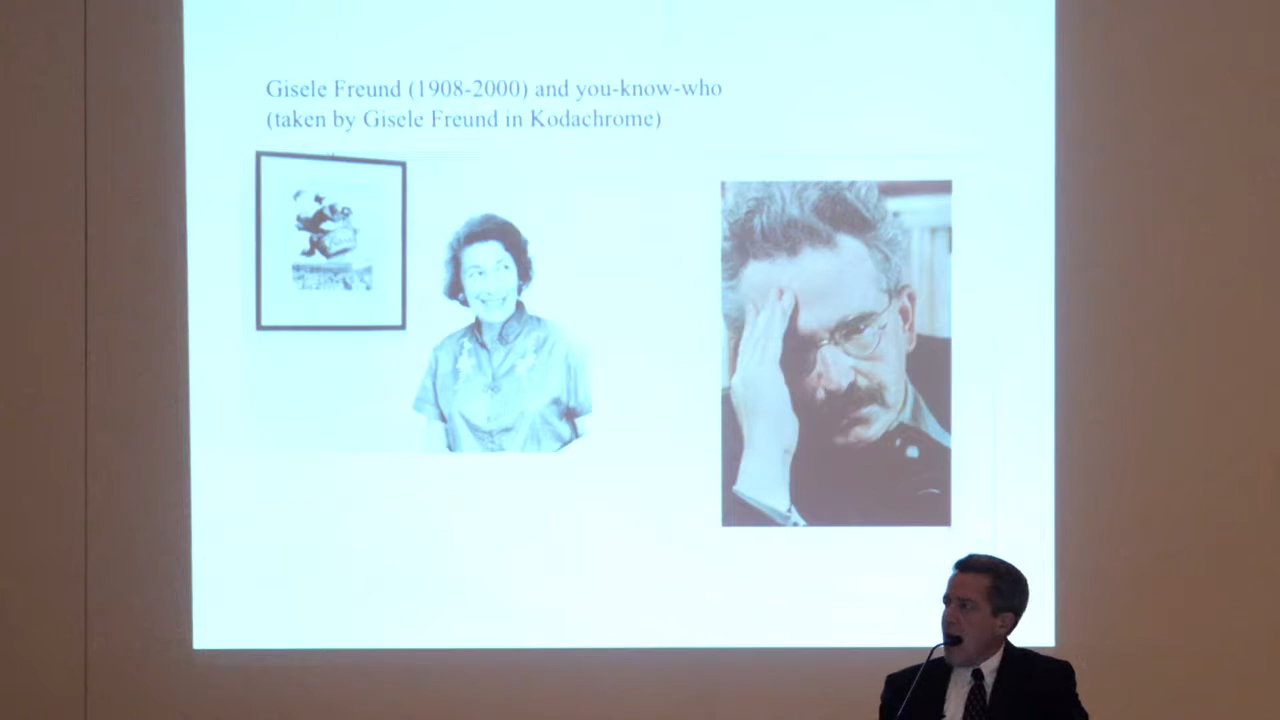 Gisele Freund (1908-2000) and you-know-who
(taken by Gisele Freund in Kodachrome)